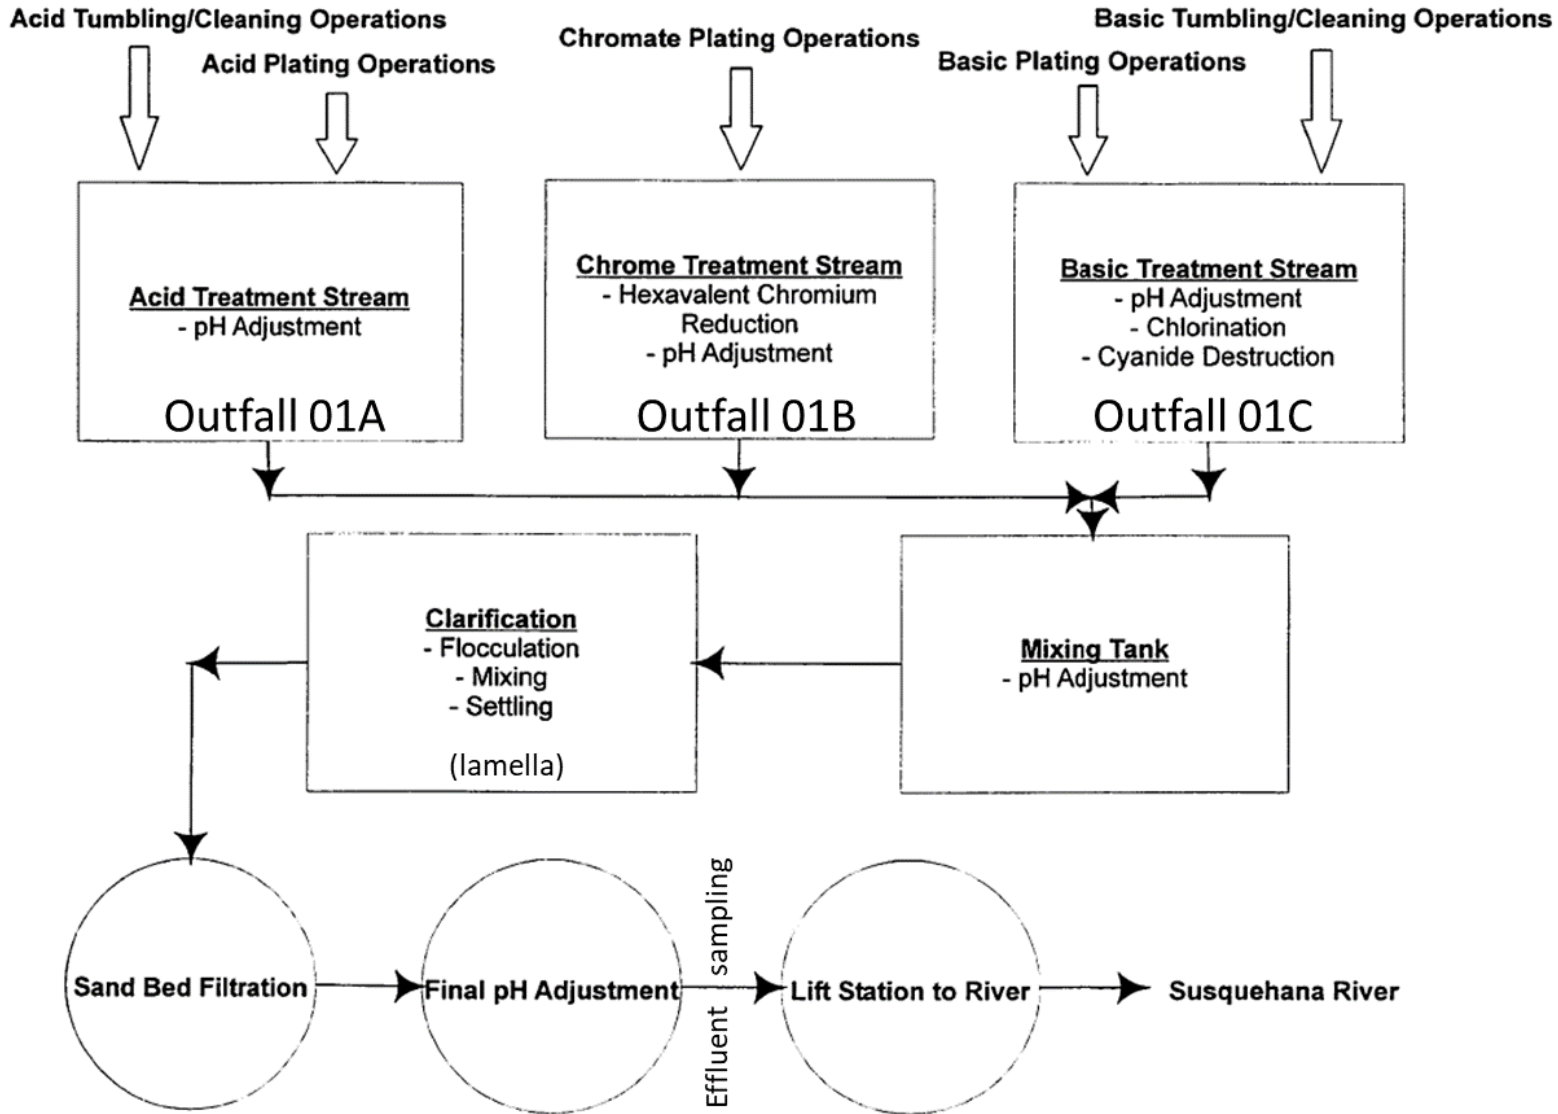 Acid Tumbling/Cleaning Operations
Acid Plating Operations
Chromate Plating Operations
Basic Tumbling/Cleaning Operations
Basic Plating Operations
Acid Treatment Stream
- pH Adjustment
Outfall 01A
Chrome Treatment Stream
- Hexavalent Chromium
Reduction
- pH Adjustment
Outfall 01B
Basic Treatment Stream
- pH Adjustment
- Chlorination
- Cyanide Destruction
Outfall 01C
Mixing Tank
- pH Adjustment
Clarification
- Flocculation
- Mixing
- Settling
(lamella)
Sand Bed Filtration
Final pH Adjustment
Effluent sampling
Lift Station to River
Susquehana River